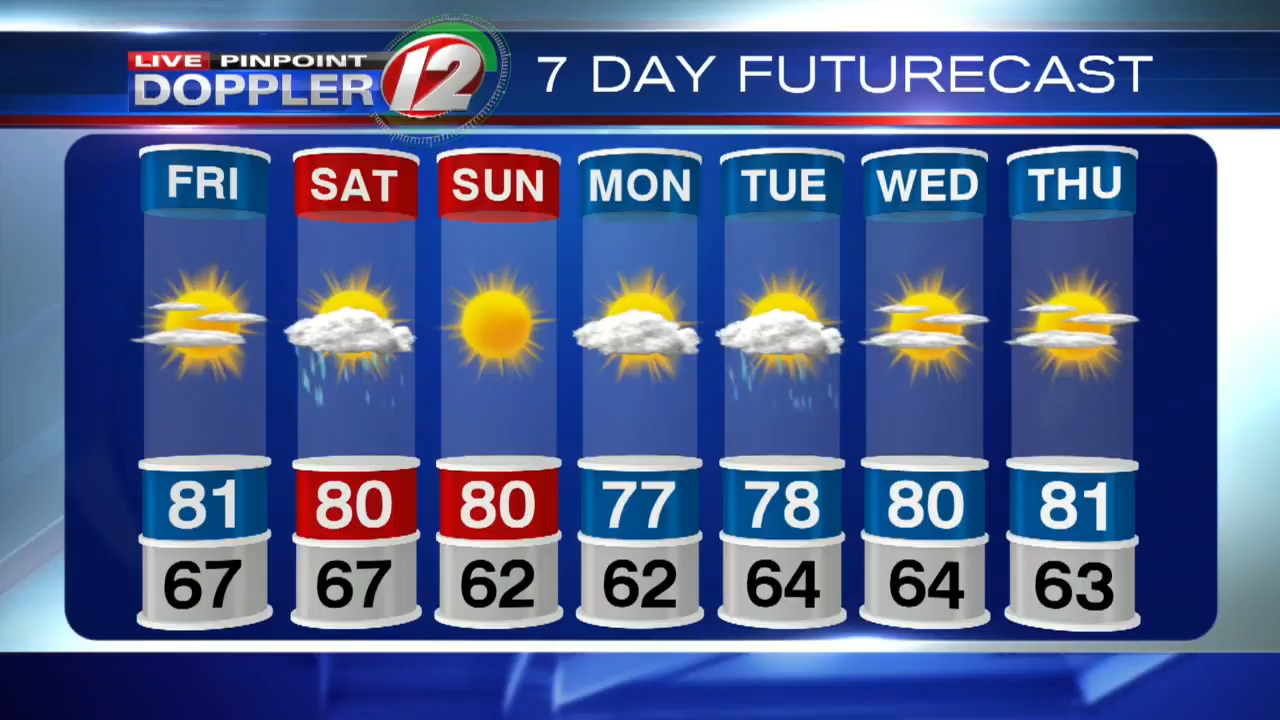 LIVE PINPOINT
DOPPLER 12
7 DAY FUTURECAST
FRI SAT SUN MON TUE WED THU
81 80 80 77 78 80 81
67 67 62 62 64 64 63